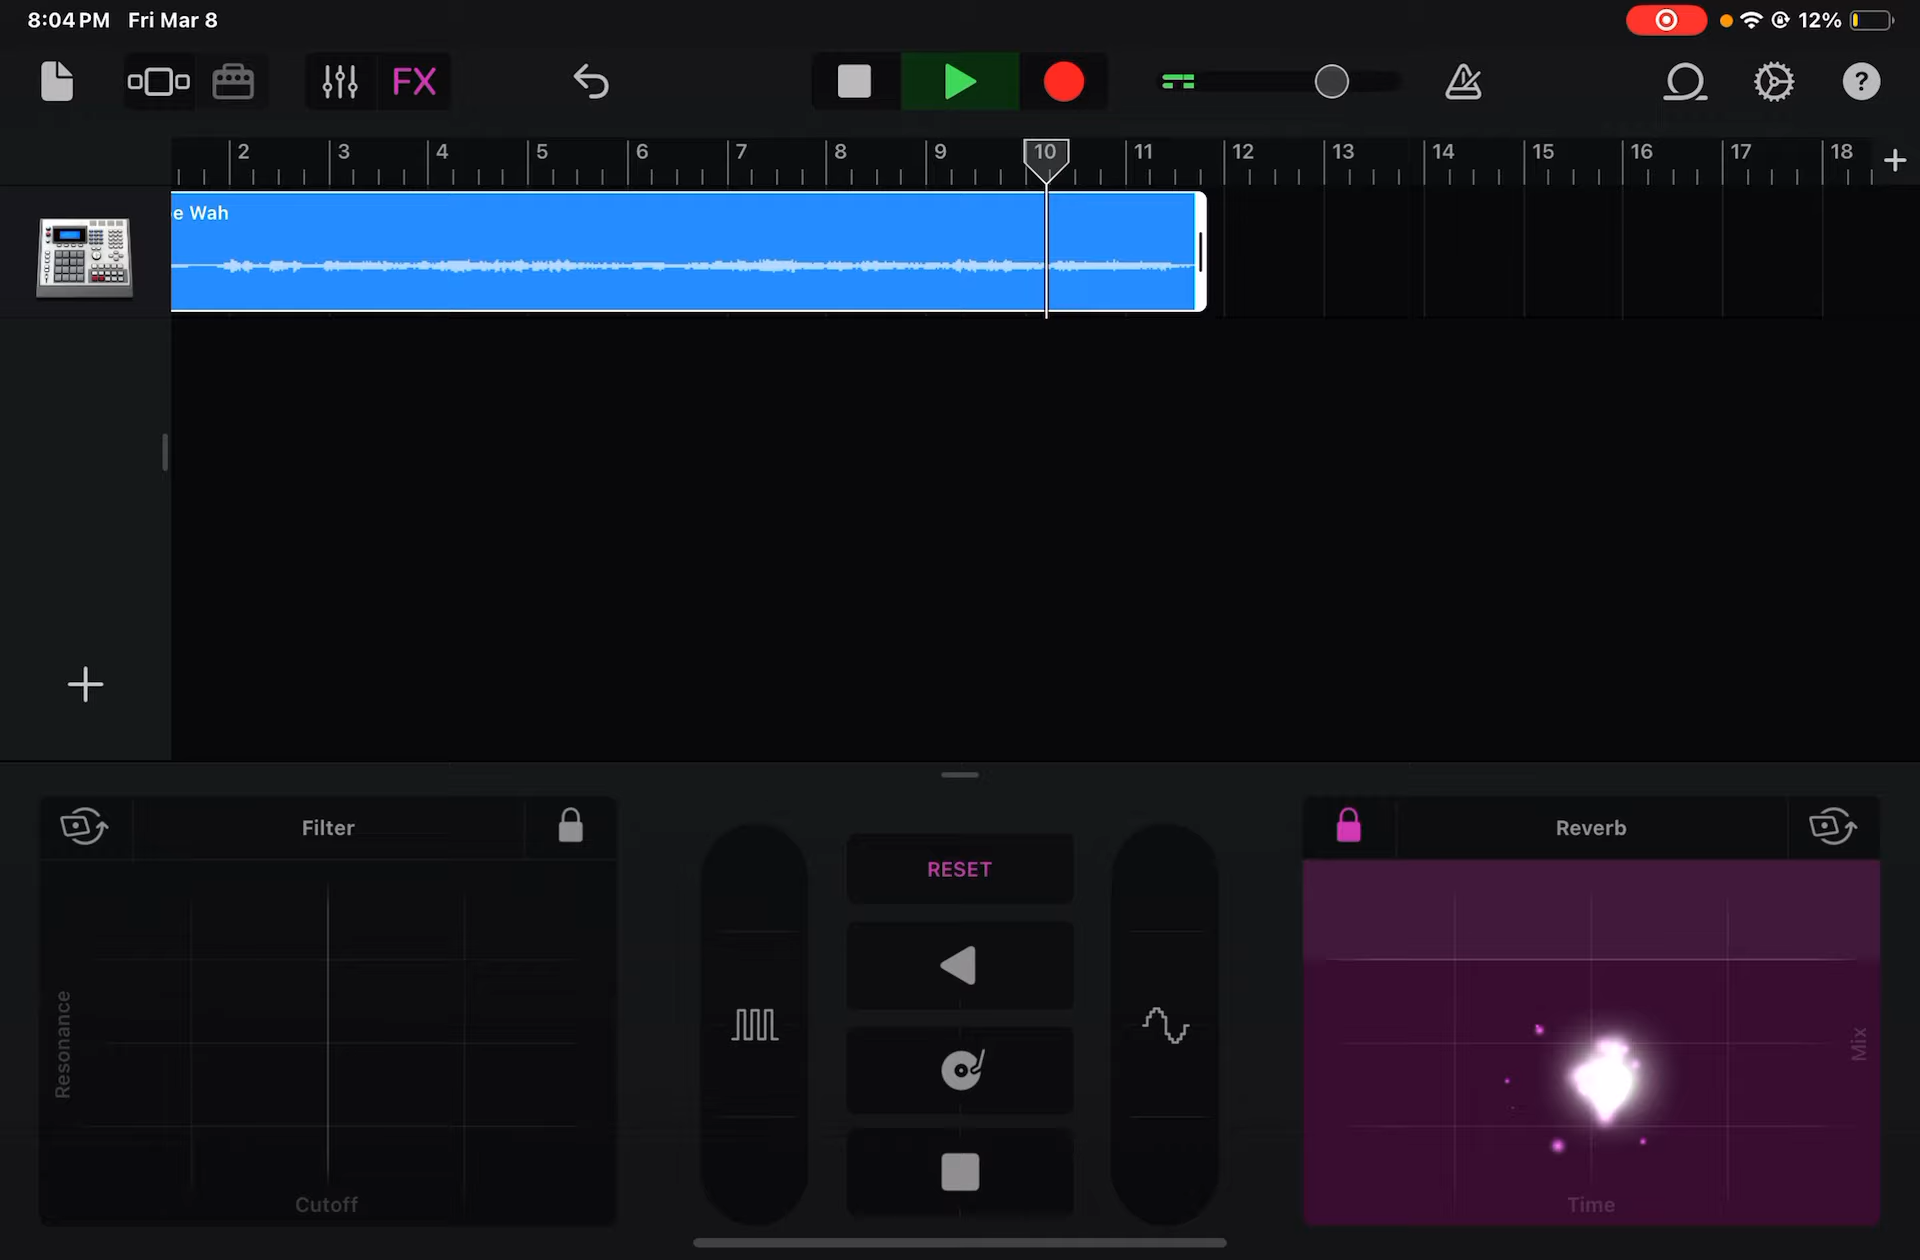 8:04 PM Fri Mar 8
12%
FX
?
2 3 4 5 6 7 8 9 10 11 12 13 14 15 16 17 18
e Wah
Filter
Resonance
Cutoff
RESET
Reverb
Mix
Time